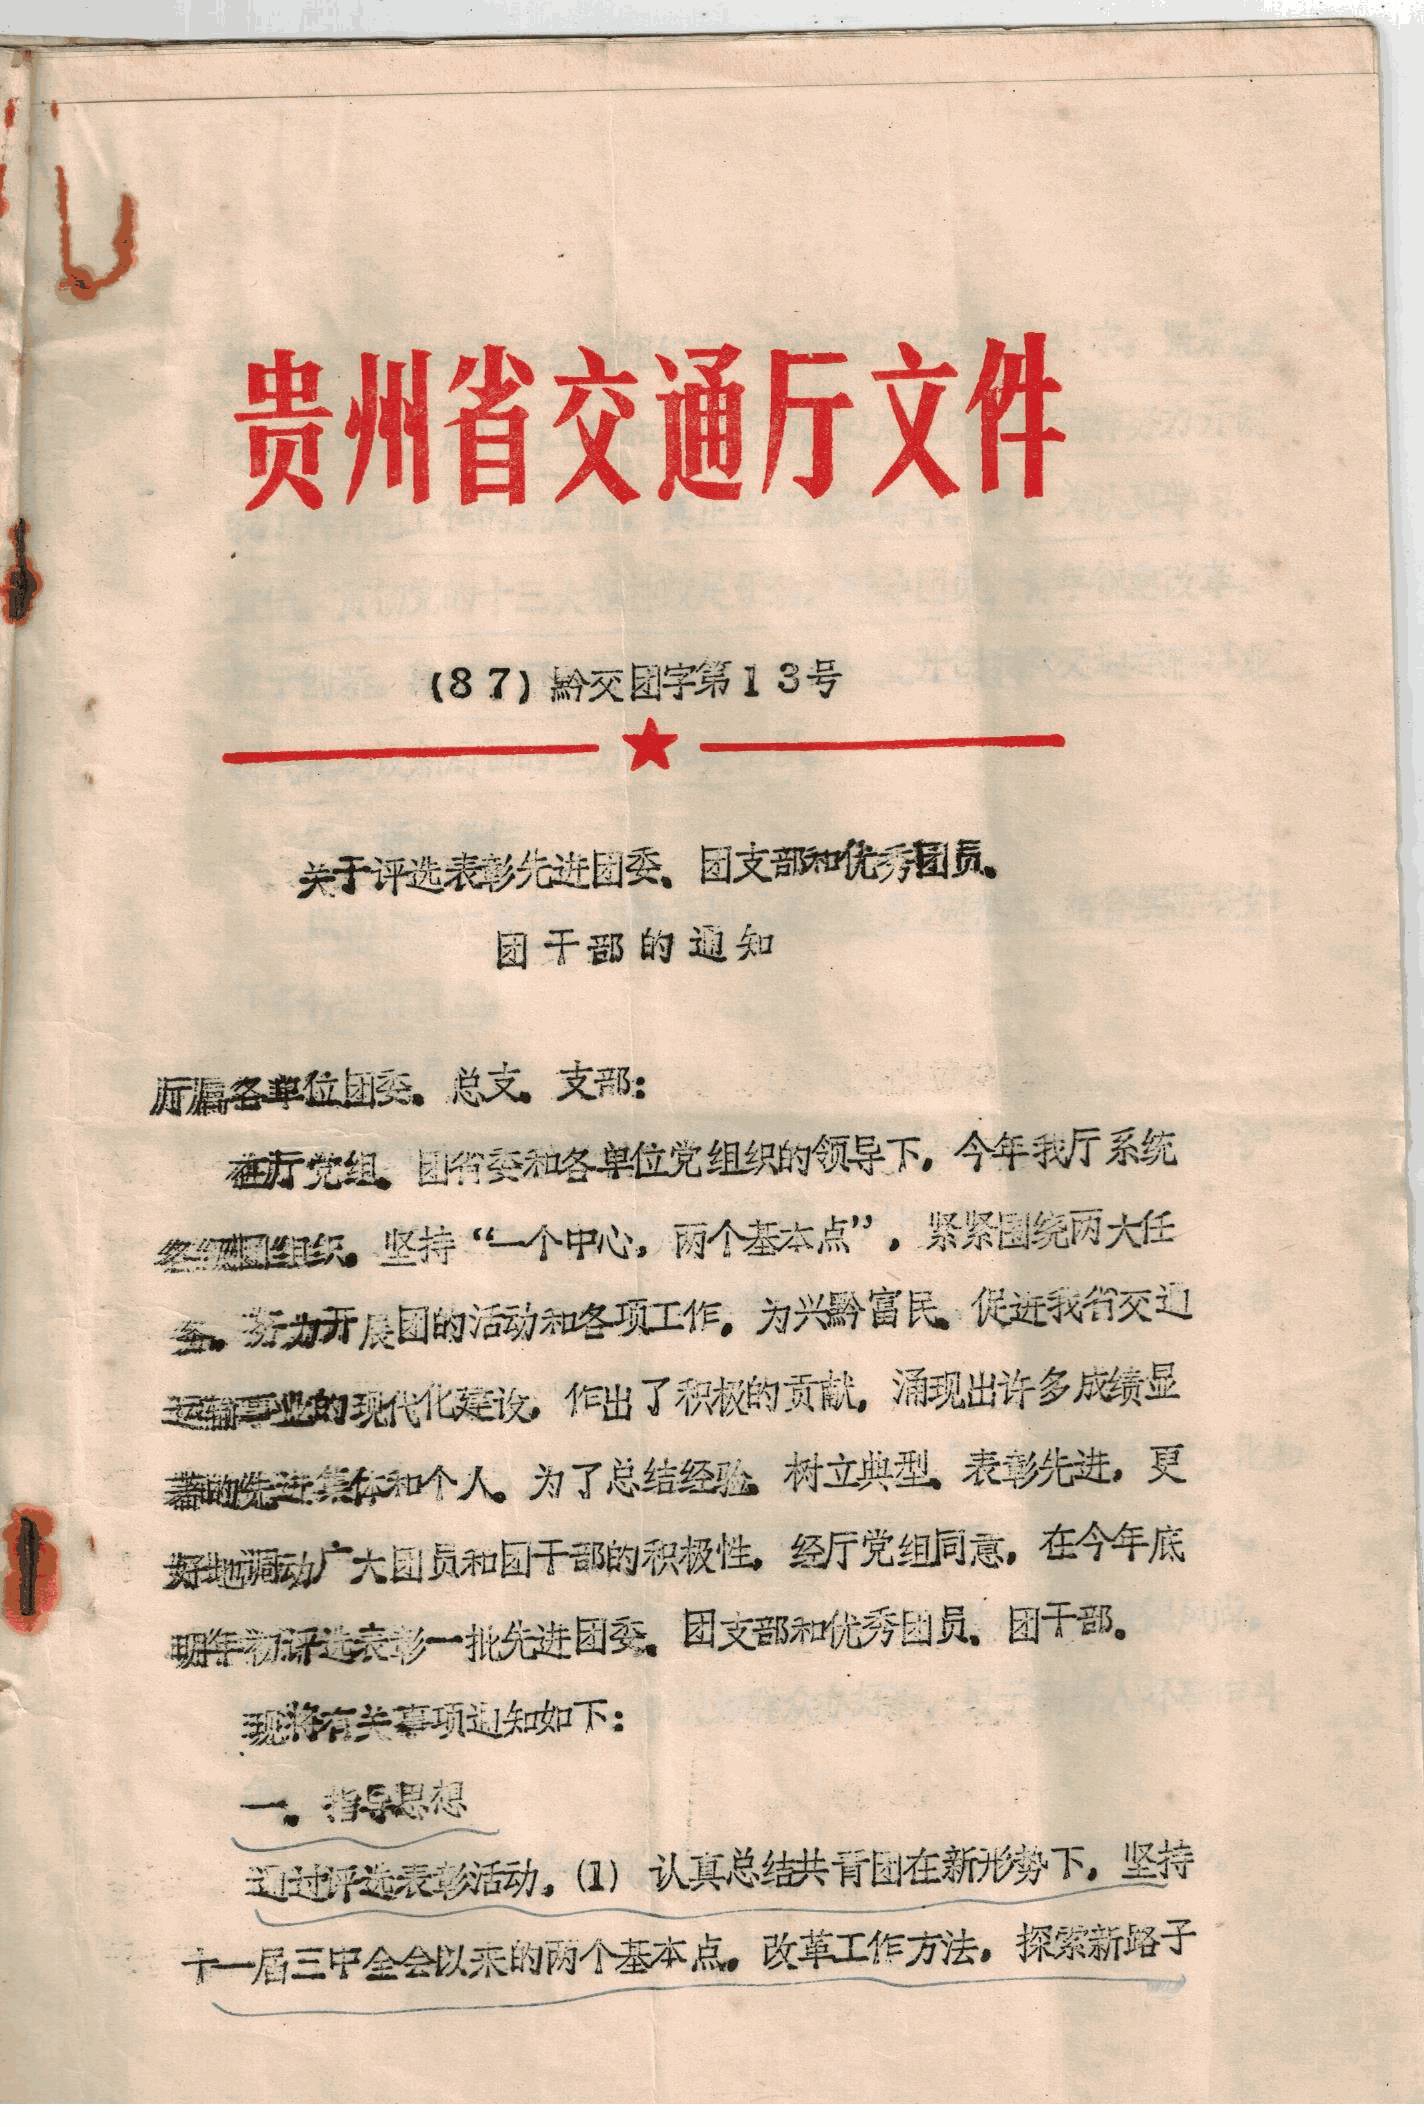 贵州省交通厅文件
(87)黔交团字第13号
关于评选表彰先进团委、团支部和优秀团员、
团干部的通知
厅属各单位团委、总支、支部:
在厅党组、团省委和各单位党组织的领导下,今年我厅系统
各级团组织,坚持“一个中心,两个基本点”,紧紧围绕两大任
务,努力开展团的活动和各项工作,为兴黔富民、促进我省交通
运输事业的现代化建设,作出了积极的贡献,涌现出许多成绩显
著的先进集体和个人。为了总结经验、树立典型、表彰先进,更
好地调动广大团员和团干部的积极性,经厅党组同意,在今年底
明年初评选表彰一批先进团委、团支部和优秀团员、团干部。
现将有关事项通知如下:
一、指导思想
通过评选表彰活动,(1)认真总结共青团在新形势下,坚持
十一届三中全会以来的两个基本点,改革工作方法,探索新路子